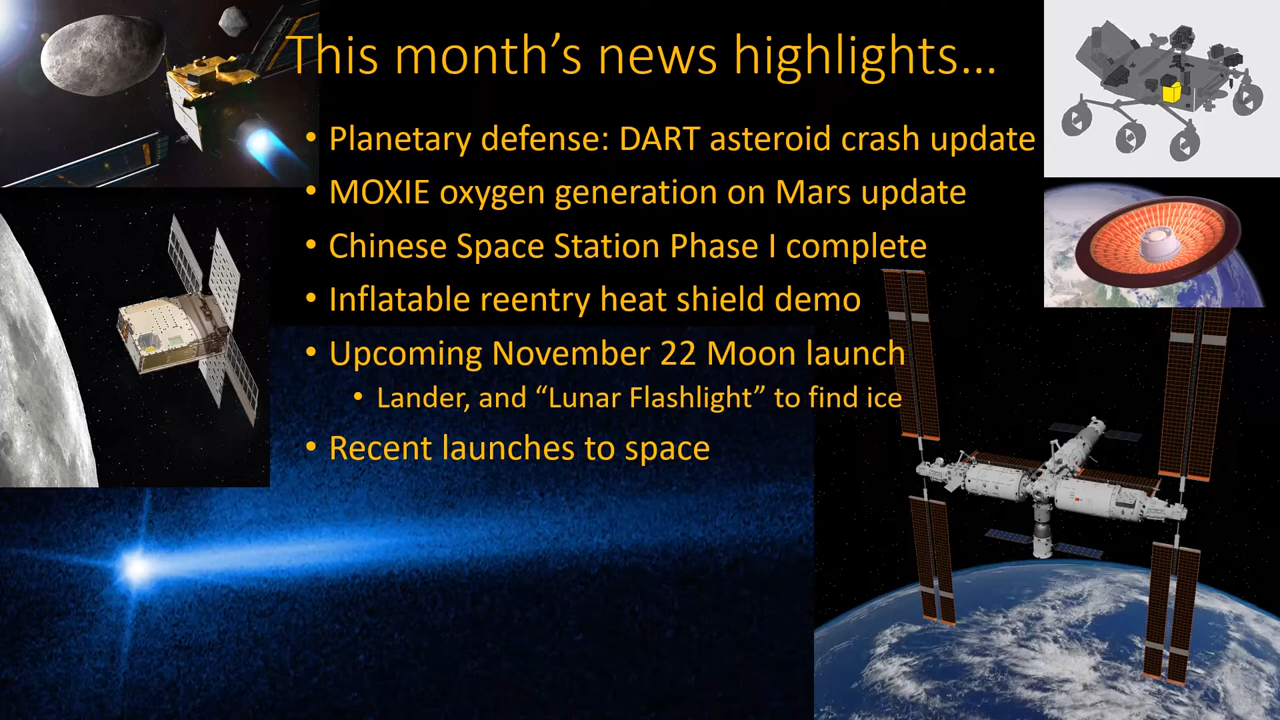 This month’s news highlights…
• Planetary defense: DART asteroid crash update
• MOXIE oxygen generation on Mars update
• Chinese Space Station Phase I complete
• Inflatable reentry heat shield demo
• Upcoming November 22 Moon launch
• Lander, and “Lunar Flashlight” to find ice
• Recent launches to space